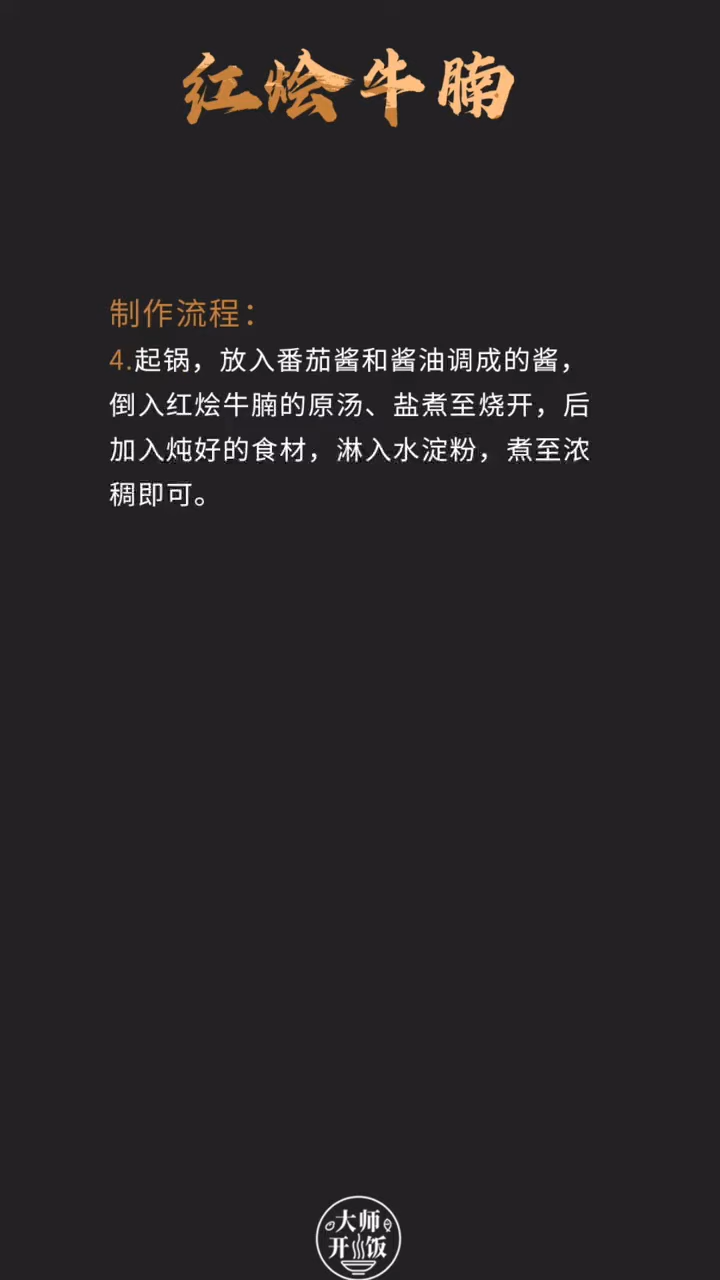 红烩牛腩
制作流程：
4.起锅，放入番茄酱和酱油调成的酱，
倒入红烩牛腩的原汤、盐煮至烧开，后
加入炖好的食材，淋入水淀粉，煮至浓
稠即可。
大师
开饭